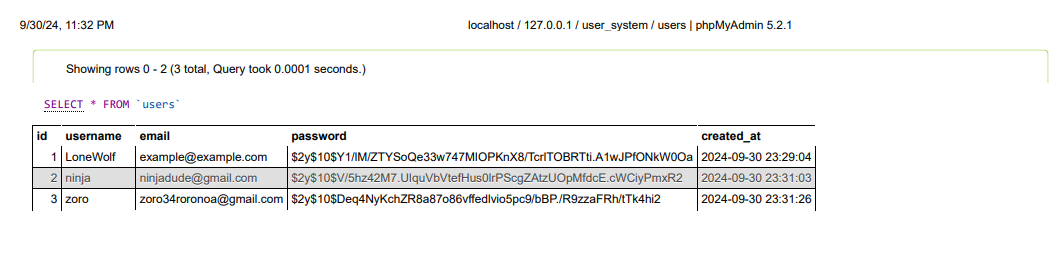 9/30/24, 11:32 PM localhost / 127.0.0.1 / user_system / users | phpMyAdmin 5.2.1
Showing rows 0 - 2 (3 total, Query took 0.0001 seconds.)
SELECT * FROM `users`
id username email password created_at
1 LoneWolf example@example.com $2y$10$Y1/lM/ZTYSoQe33w747MIOPKnX8/TcrlTOBRTti.A1wJPfONkW0Oa 2024-09-30 23:29:04
2 ninja ninjadude@gmail.com $2y$10$V/5hz42M7.UIquVbVtefHus0lrPScgZAtzUOpMfdcE.cWCiyPmxR2 2024-09-30 23:31:03
3 zoro zoro34roronoa@gmail.com $2y$10$Deq4NyKchZR8a87o86vffedlvio5pc9/bBP./R9zzaFRh/tTk4hi2 2024-09-30 23:31:26